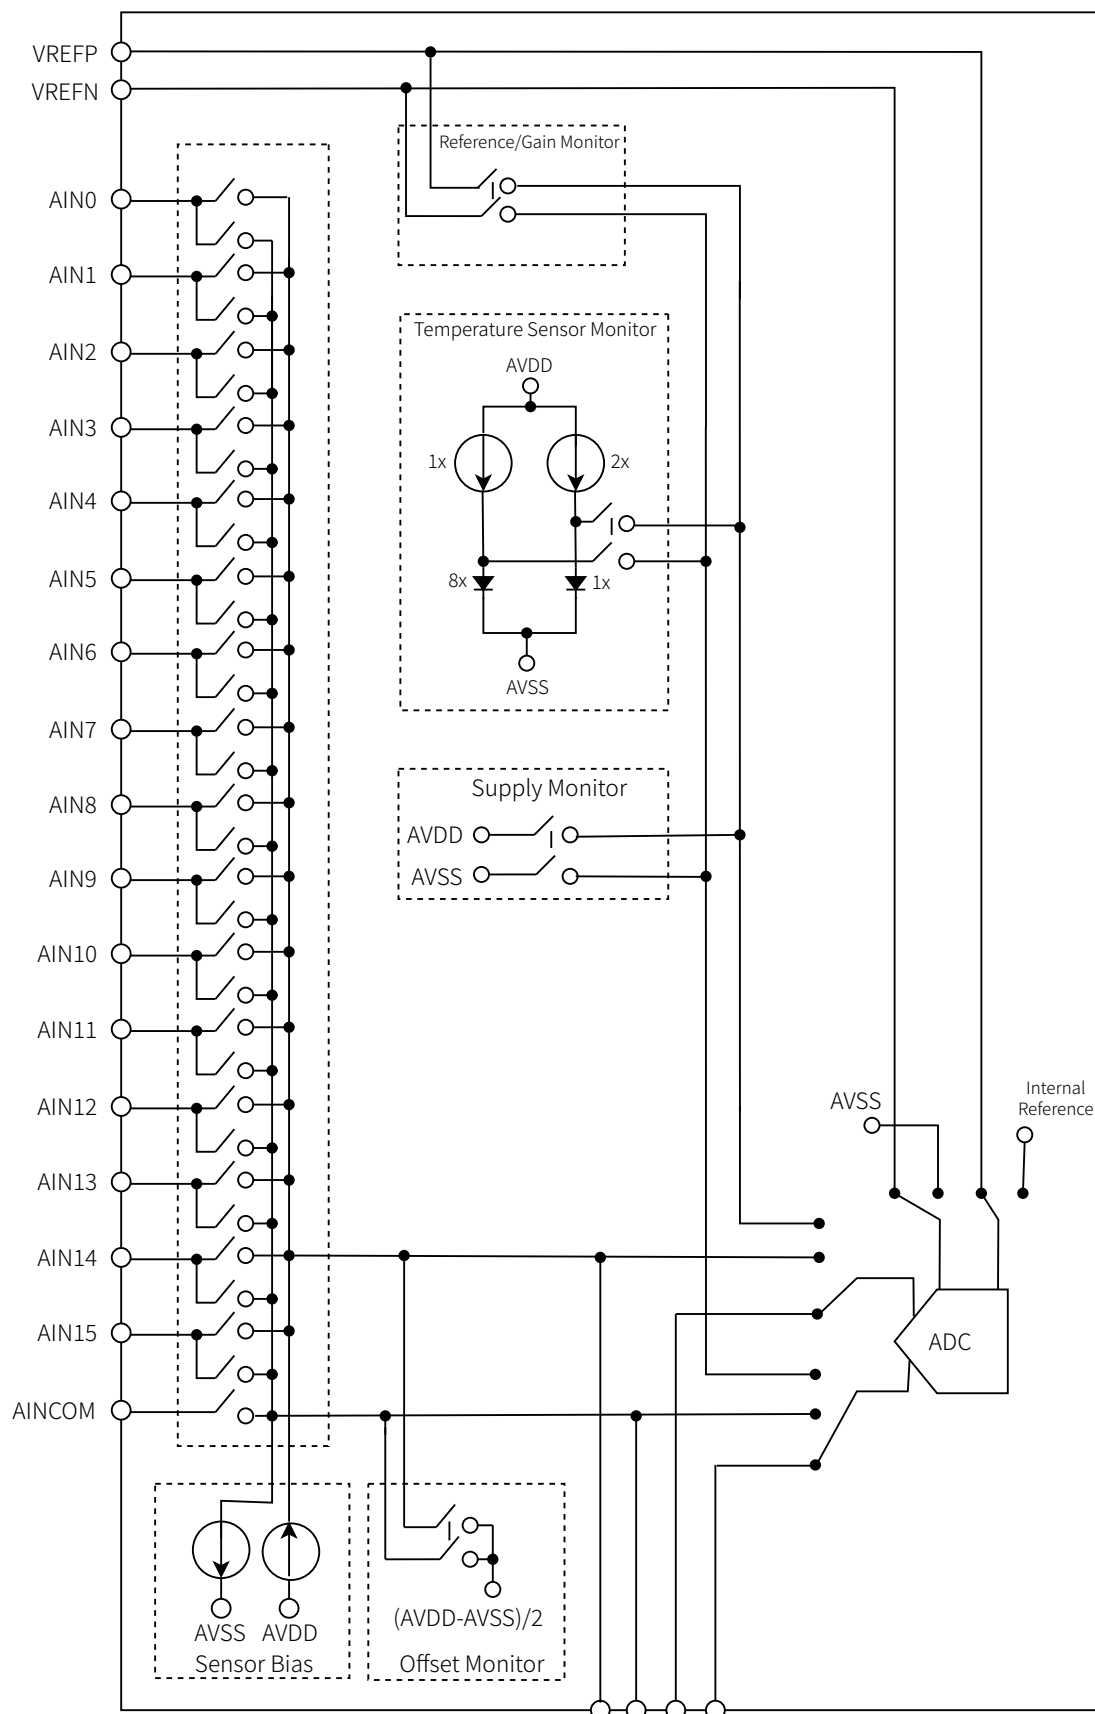 VREFP
VREFN
Reference/Gain Monitor
AIN0
AIN1
AIN2
AIN3
AIN4
AIN5
AIN6
AIN7
AIN8
AIN9
AIN10
AIN11
AIN12
AIN13
AIN14
AIN15
AINCOM
Temperature Sensor Monitor
AVDD
1x
2x
8x
1x
AVSS
Supply Monitor
AVDD
AVSS
AVSS
Internal
Reference
ADC
AVSS
AVDD
Sensor Bias
(AVDD-AVSS)/2
Offset Monitor